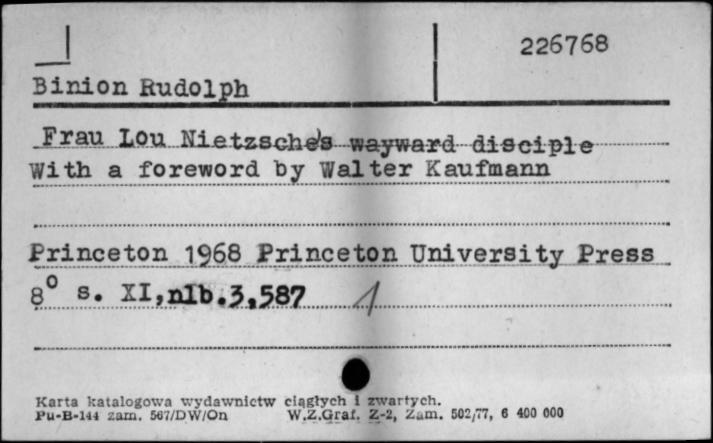 226768
Binion Rudolph
Frau Lou Nietzsche's wayward disciple
With a foreword by Walter Kaufmann
Princeton 1968 Princeton University Press
8° s. XI,nlb.3,587 1
Karta katalogowa wydawnictw ciągłych i zwartych.
Pu-B-144 zam. 567/DW/On W.Z.Graf. Z-2, Zam. 502/77, 6 400 000